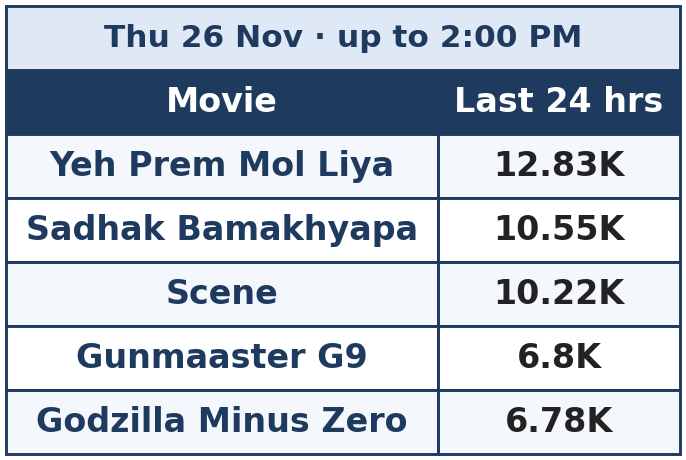 Thu 26 Nov · up to 2:00 PM
Movie Last 24 hrs
Yeh Prem Mol Liya 12.83K
Sadhak Bamakhyapa 10.55K
Scene 10.22K
Gunmaaster G9 6.8K
Godzilla Minus Zero 6.78K